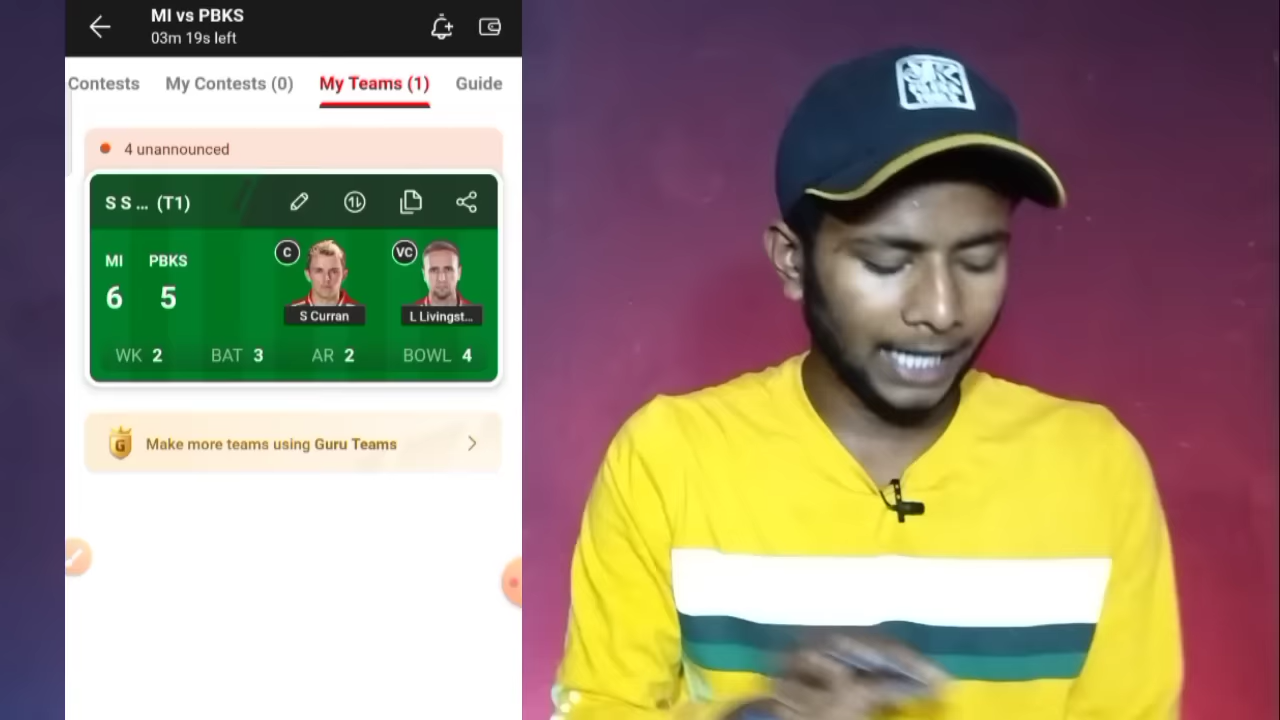 MI vs PBKS
03m 19s left
Contests My Contests (0) My Teams (1) Guide
4 unannounced
S S ... (T1)
MI PBKS
6 5
C VC
S Curran L Livingst...
WK 2 BAT 3 AR 2 BOWL 4
G Make more teams using Guru Teams